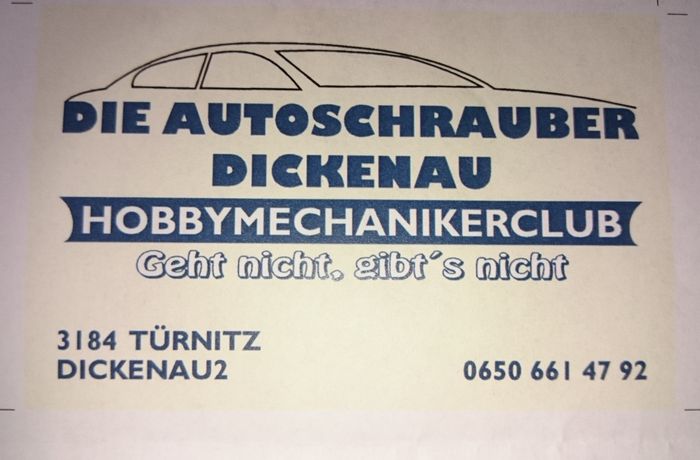 DIE AUTOSCHRAUBER
DICKENAU
HOBBYMECHANIKERCLUB
Geht nicht, gibt´s nicht
3184 TÜRNITZ
DICKENAU2
0650 661 47 92